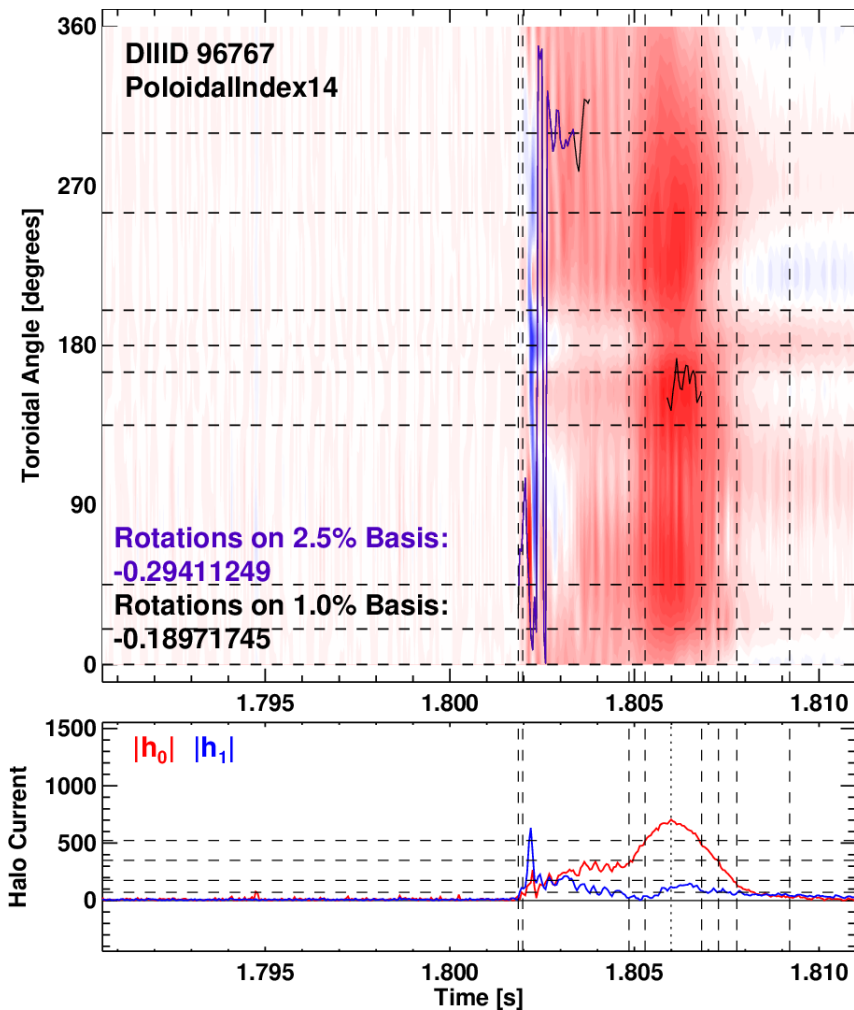 360
DIIID 96767
PoloidalIndex14
270
Toroidal Angle [degrees]
180
90
Rotations on 2.5% Basis:
-0.29411249
Rotations on 1.0% Basis:
-0.18971745
0
1.795 1.800 1.805 1.810
1500
|h0| |h1|
1000
Halo Current
500
0
1.795 1.800 1.805 1.810
Time [s]